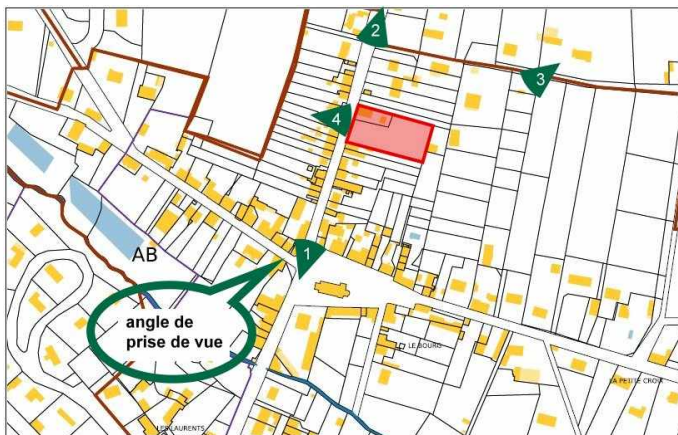 2
3
4
AB
1
angle de
prise de vue
LE BOURG
LA PETITE CROIX
LES LAURENTS